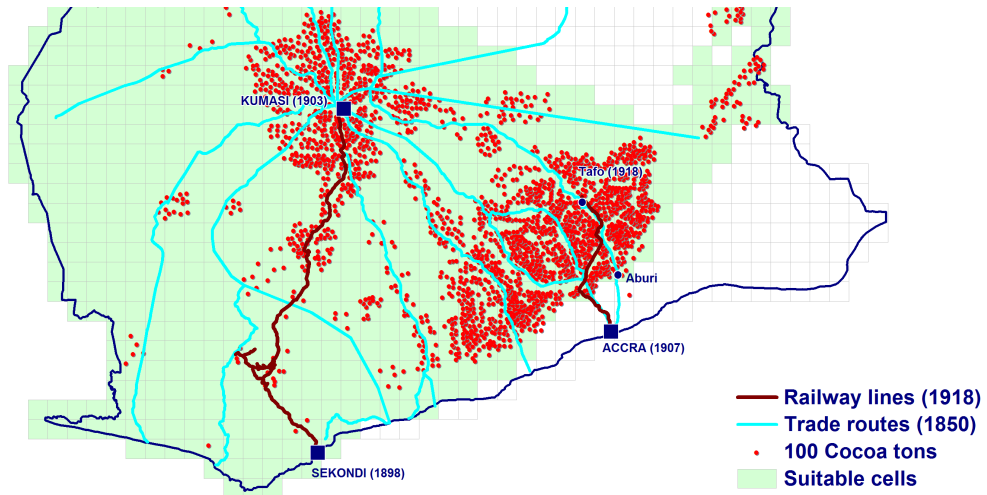 KUMASI (1903)
Tafo (1918)
Aburi
ACCRA (1907)
Railway lines (1918)
Trade routes (1850)
100 Cocoa tons
Suitable cells
SEKONDI (1898)